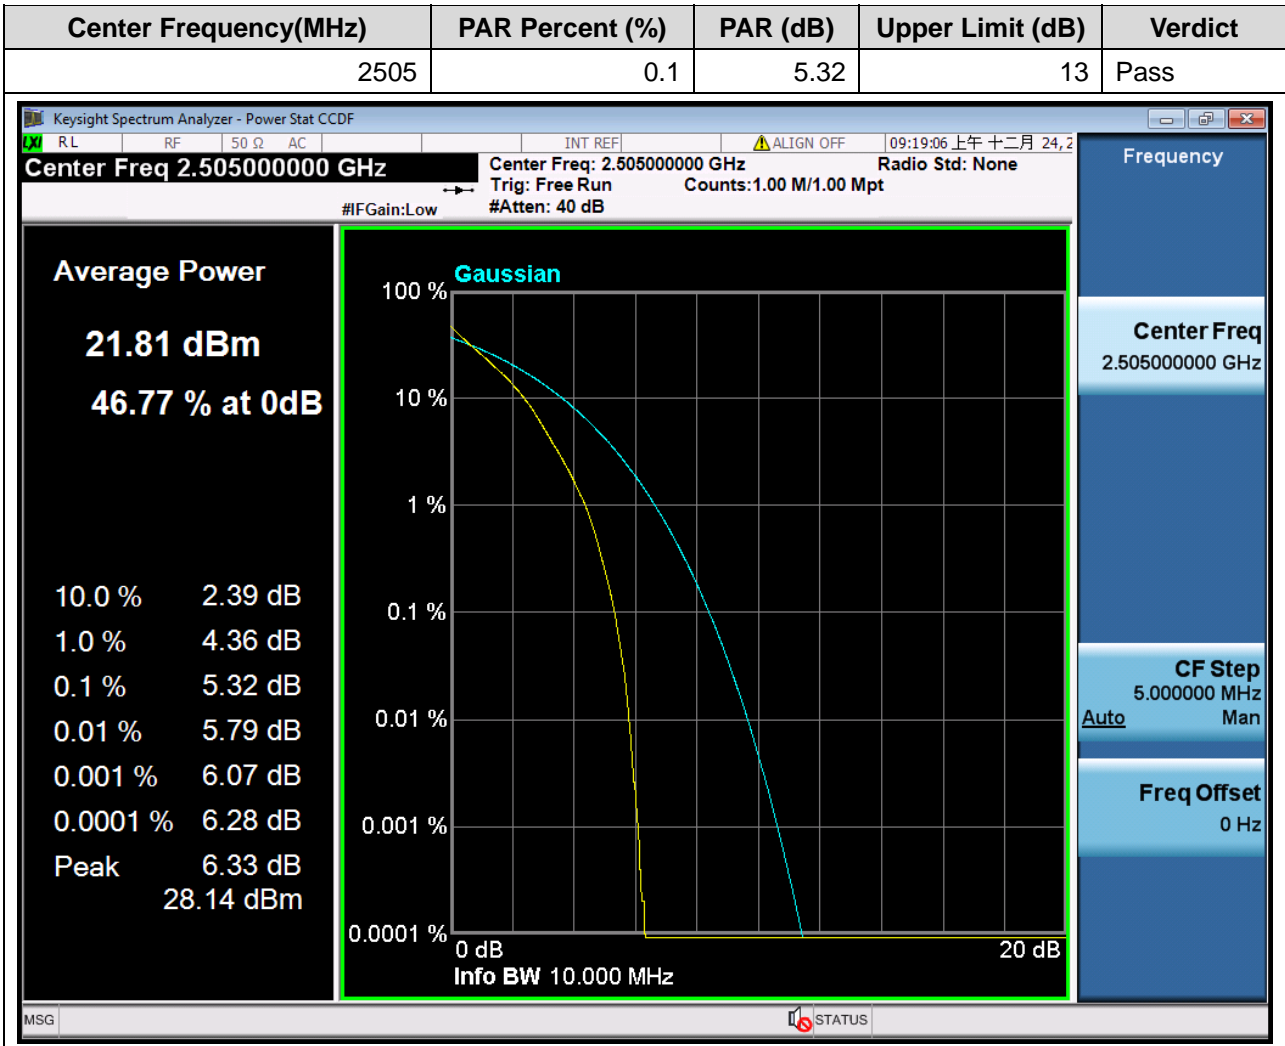 Center Frequency(MHz) PAR Percent (%) PAR (dB) Upper Limit (dB) Verdict
2505 0.1 5.32 13 Pass
Keysight Spectrum Analyzer - Power Stat CCDF
LXI RL RF 50 Ω AC INT REF ALIGN OFF 09:19:06 上午 十二月 24, 2
Center Freq 2.505000000 GHz
Center Freq: 2.505000000 GHz Radio Std: None
Trig: Free Run Counts:1.00 M/1.00 Mpt
#IFGain:Low #Atten: 40 dB
Average Power
21.81 dBm
46.77 % at 0dB
10.0 % 2.39 dB
1.0 % 4.36 dB
0.1 % 5.32 dB
0.01 % 5.79 dB
0.001 % 6.07 dB
0.0001 % 6.28 dB
Peak 6.33 dB
28.14 dBm
Gaussian
100 %
10 %
1 %
0.1 %
0.01 %
0.001 %
0.0001 %
0 dB 20 dB
Info BW 10.000 MHz
Frequency
Center Freq
2.505000000 GHz
CF Step
5.000000 MHz
Auto Man
Freq Offset
0 Hz
MSG STATUS